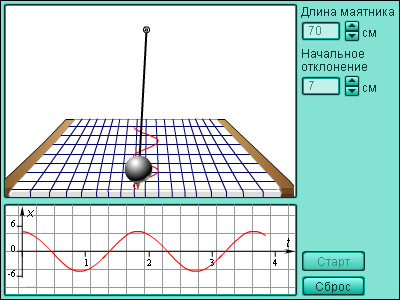 Длина маятника
70 см
Начальное
отклонение
7 см
x
6
0
-6
1 2 3 4
t
Старт
Сброс